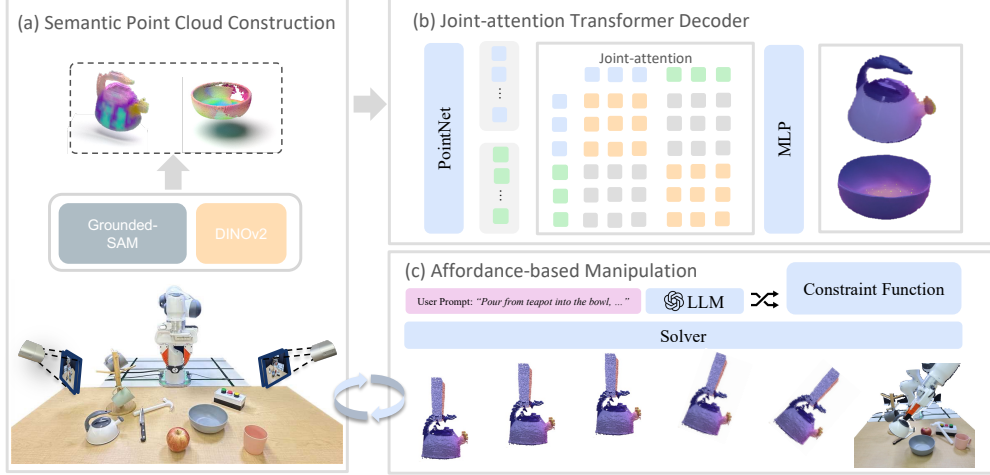 (a) Semantic Point Cloud Construction
Grounded-
SAM
DINOv2
(b) Joint-attention Transformer Decoder
PointNet
Joint-attention
MLP
(c) Affordance-based Manipulation
User Prompt: “Pour from teapot into the bowl, ...”
LLM
Constraint Function
Solver